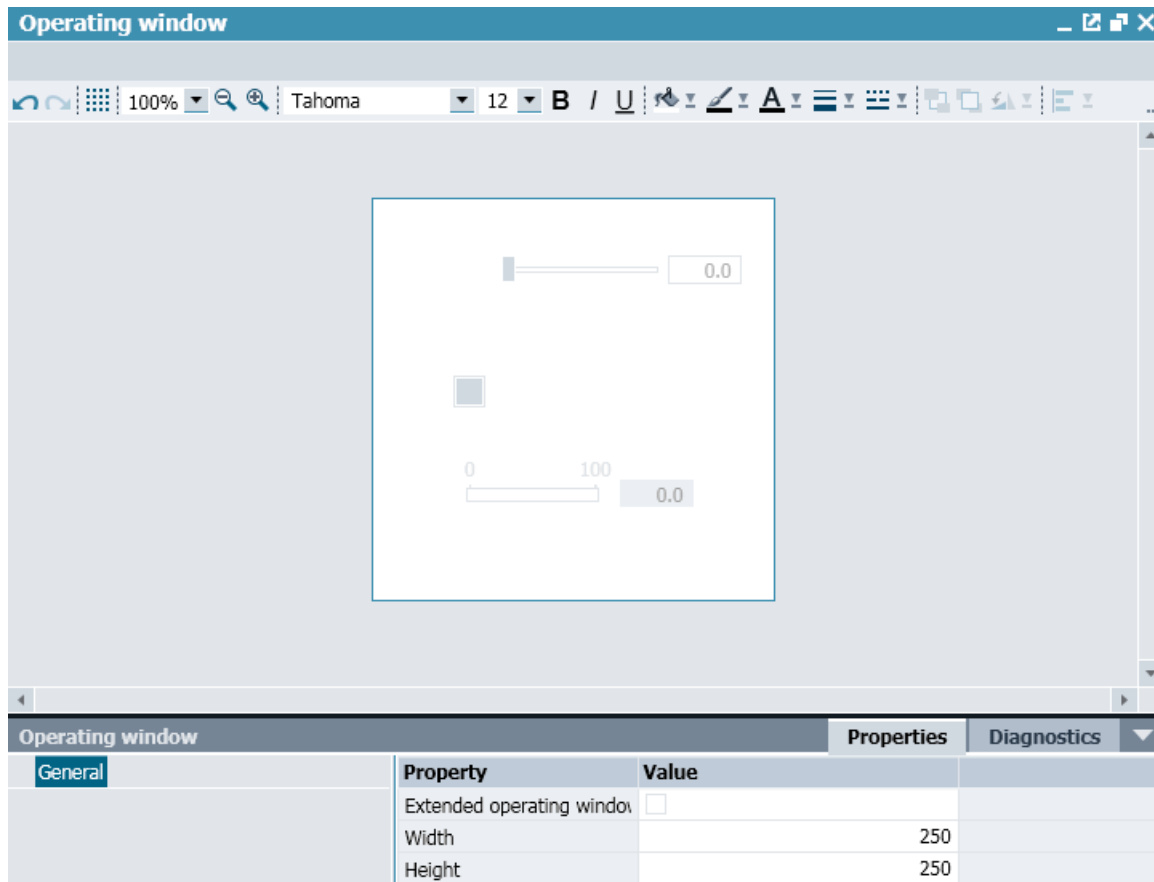 Operating window
100% Tahoma 12 B I U A
0.0
0 100
0.0
Operating window Properties Diagnostics
General Property Value
Extended operating window
Width 250
Height 250